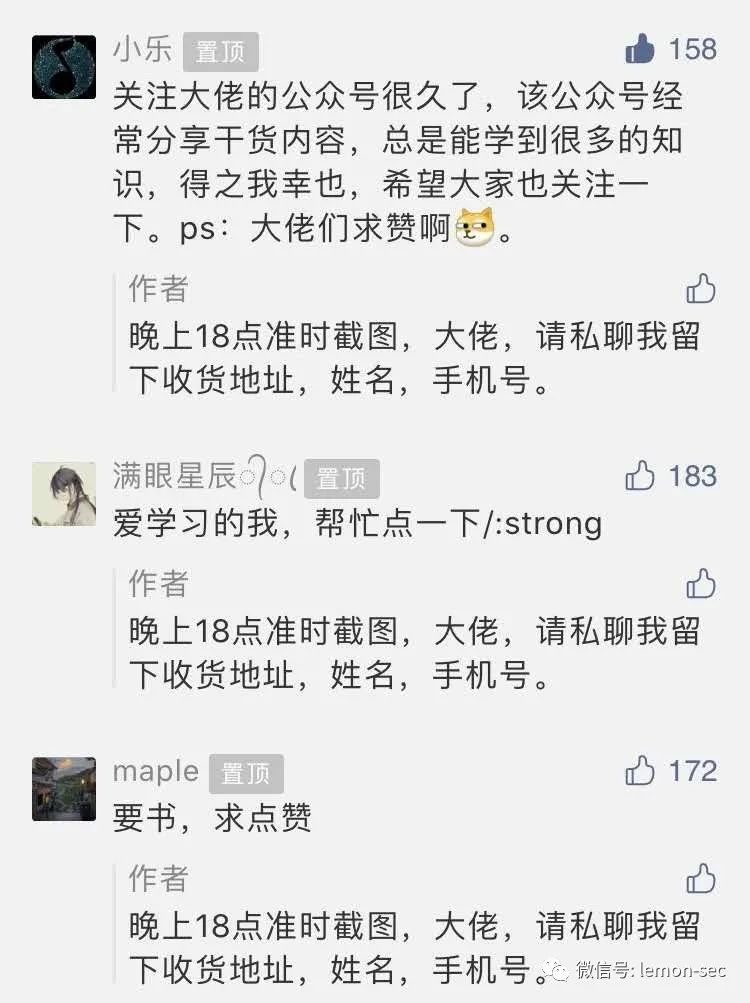 小乐 置顶 158
关注大佬的公众号很久了，该公众号经
常分享干货内容，总是能学到很多的知
识，得之我幸也，希望大家也关注一
下。ps：大佬们求赞啊。
作者
晚上18点准时截图，大佬，请私聊我留
下收货地址，姓名，手机号。
满眼星辰 置顶 183
爱学习的我，帮忙点一下/:strong
作者
晚上18点准时截图，大佬，请私聊我留
下收货地址，姓名，手机号。
maple 置顶 172
要书，求点赞
作者
晚上18点准时截图，大佬，请私聊我留
下收货地址，姓名，手机号。
微信号: lemon-sec